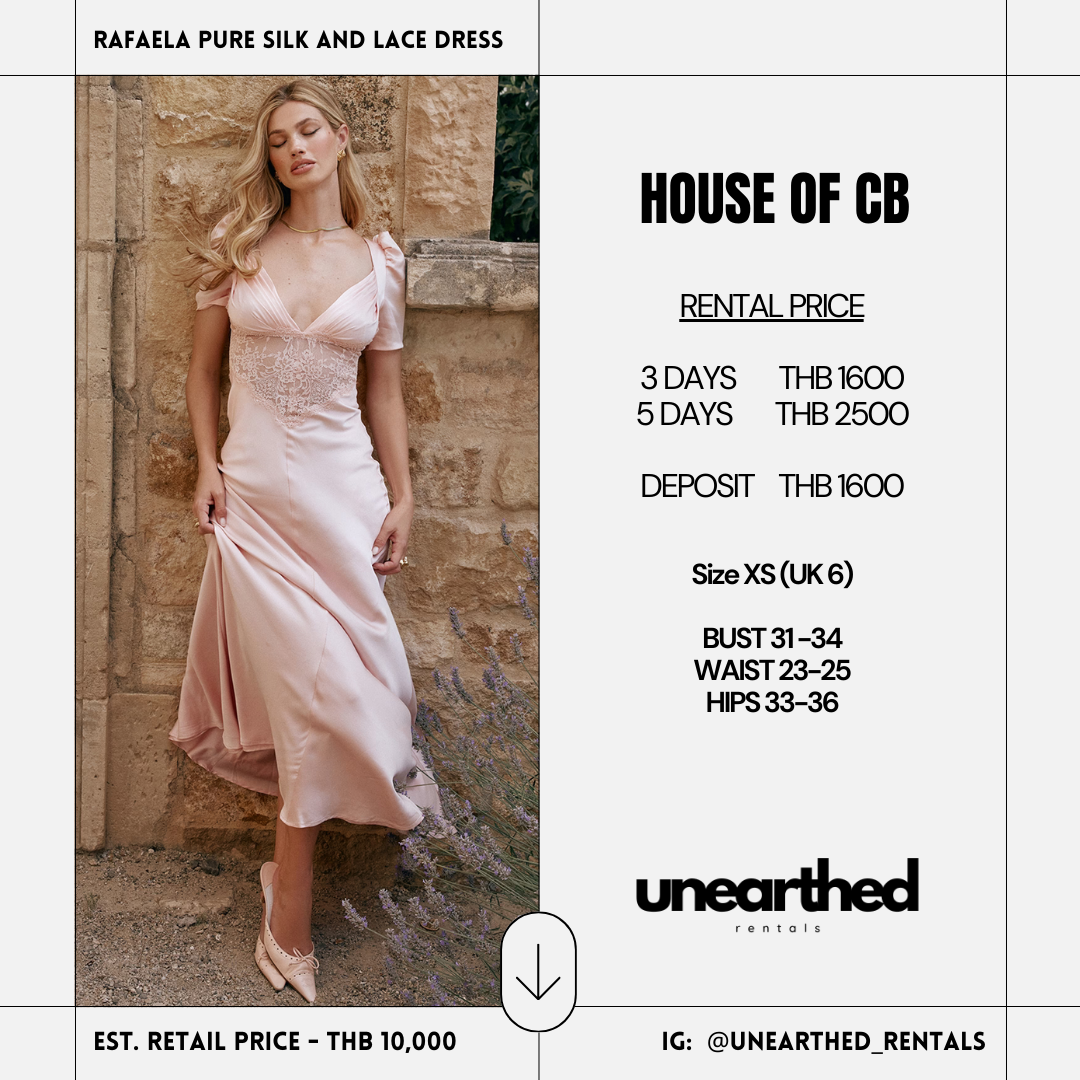 RAFAELA PURE SILK AND LACE DRESS
HOUSE OF CB
RENTAL PRICE
3 DAYS THB 1600
5 DAYS THB 2500
DEPOSIT THB 1600
Size XS (UK 6)
BUST 31 –34
WAIST 23–25
HIPS 33–36
unearthed
rentals
EST. RETAIL PRICE - THB 10,000
IG: @UNEARTHED_RENTALS